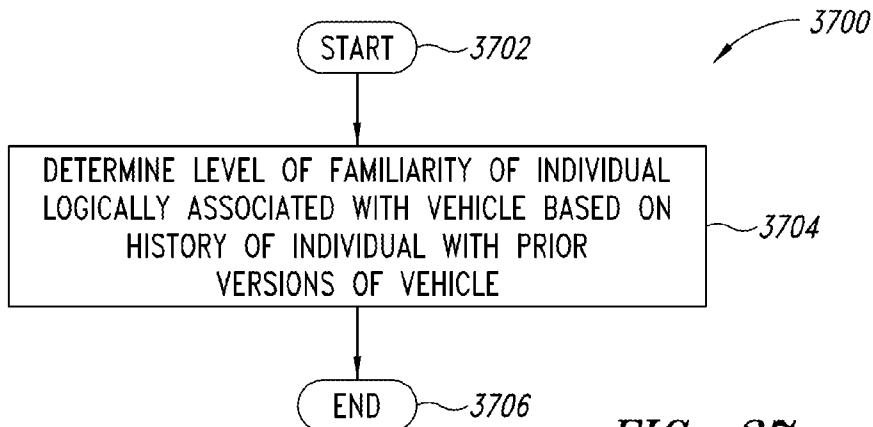 3700
START 3702
DETERMINE LEVEL OF FAMILIARITY OF INDIVIDUAL
LOGICALLY ASSOCIATED WITH VEHICLE BASED ON
HISTORY OF INDIVIDUAL WITH PRIOR
VERSIONS OF VEHICLE
3704
END 3706
FIG.